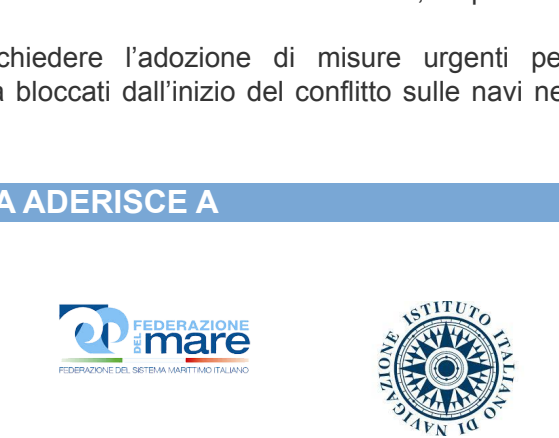 chiedere l’adozione di misure urgenti pe
bloccati dall’inizio del conflitto sulle navi ne
A ADERISCE A
FEDERAZIONE
DEL mare
FEDERAZIONE DEL SISTEMA MARITTIMO ITALIANO
ISTITUTO ITALIANO DI NAVIGAZIONE